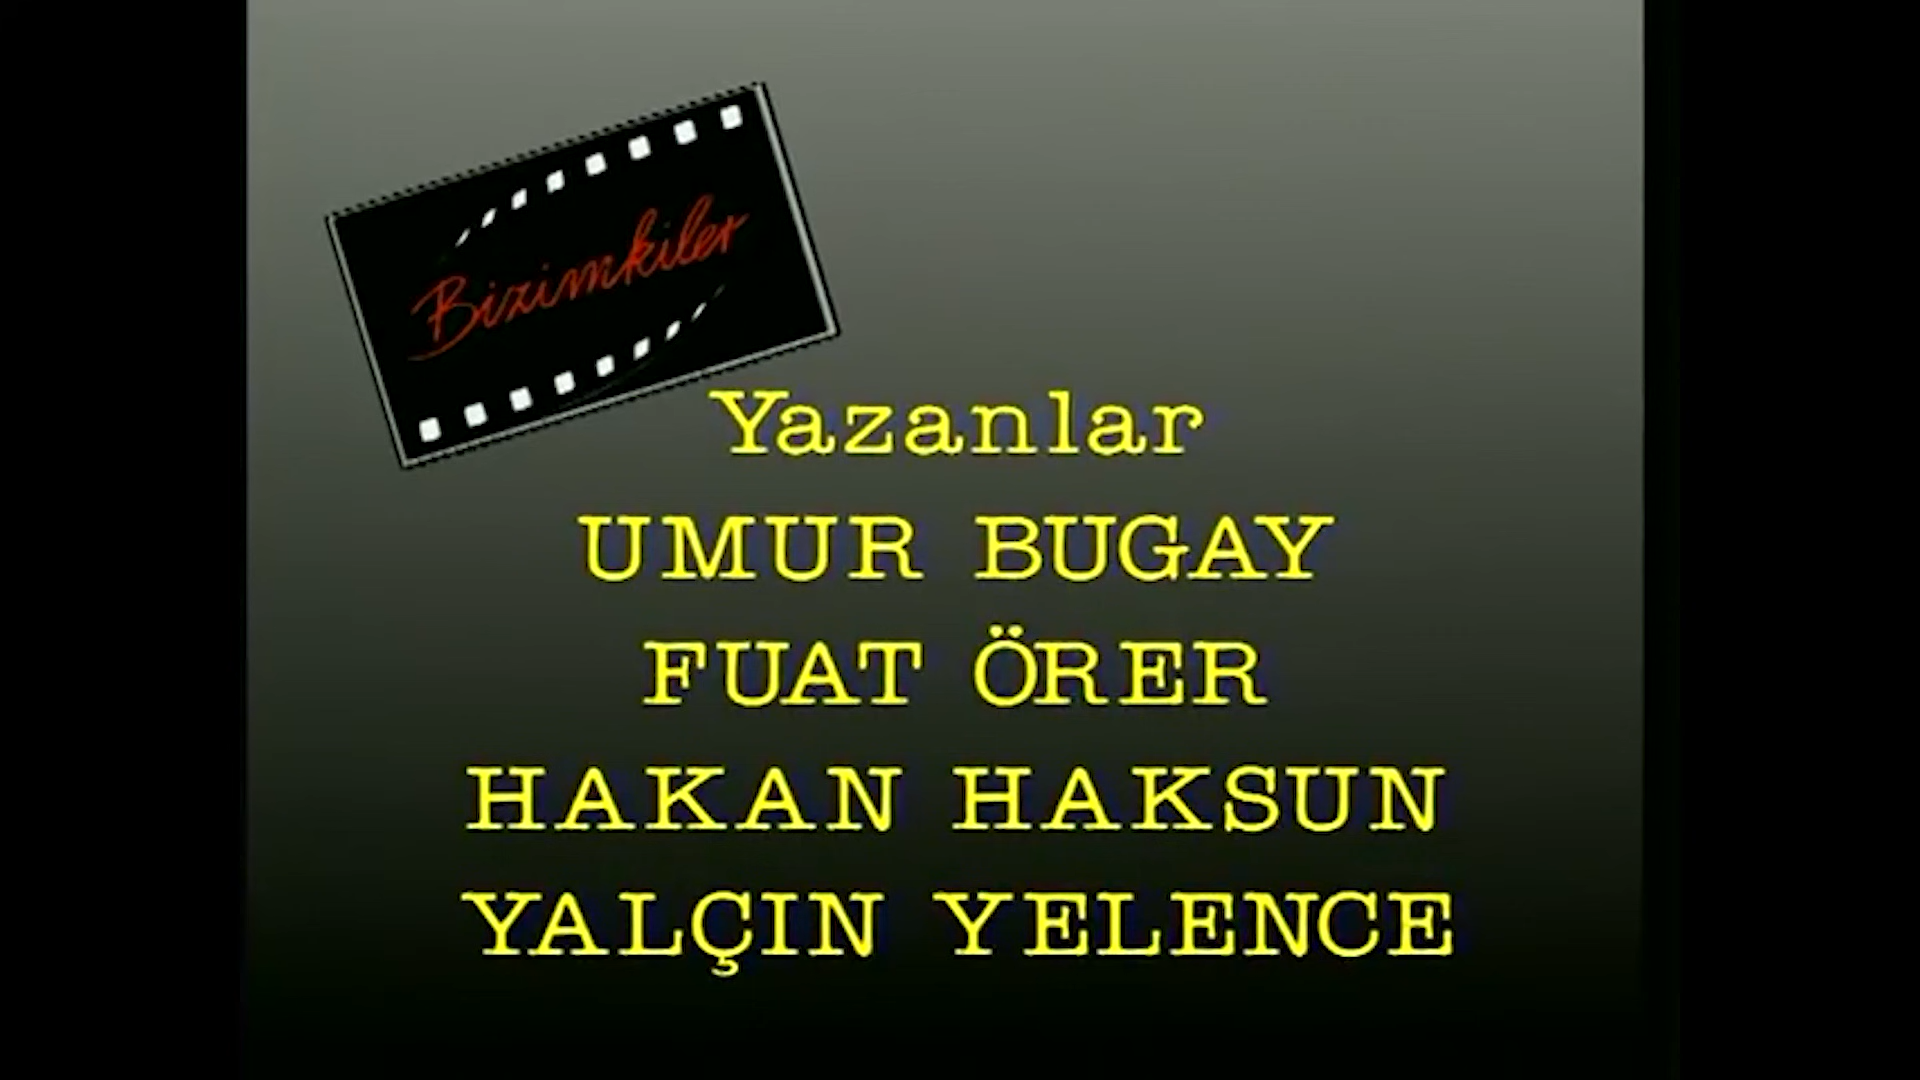 Bizimkiler
Yazanlar
UMUR BUGAY
FUAT ÖRER
HAKAN HAKSUN
YALÇIN YELENCE